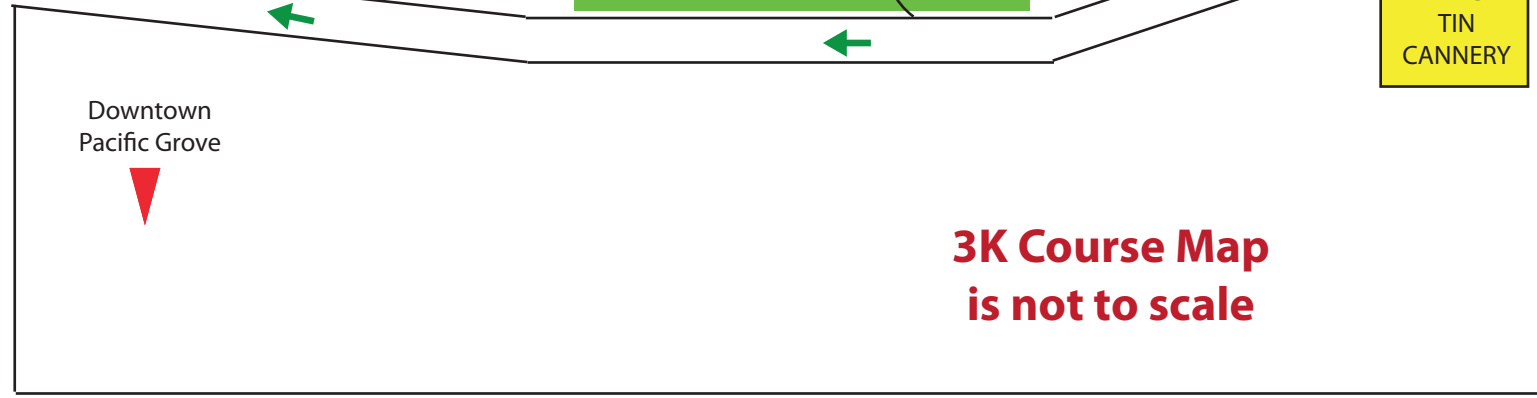 TIN
CANNERY
Downtown
Pacific Grove
3K Course Map
is not to scale